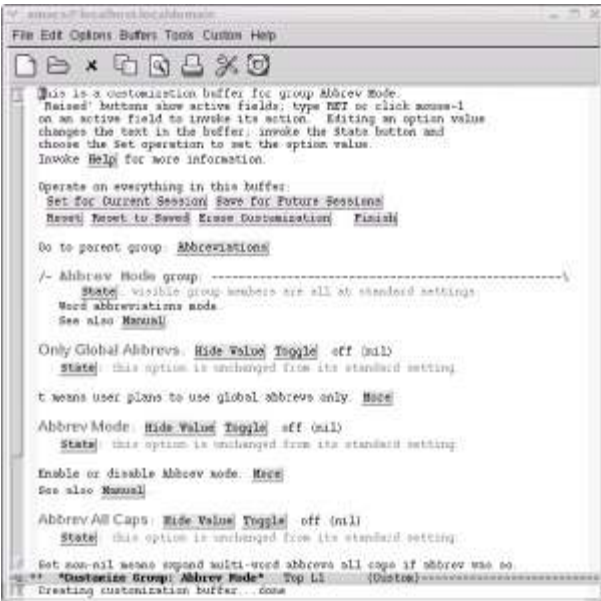 emacs@localhost.localdomain
File Edit Options Buffers Tools Custom Help
This is a customization buffer for group Abbrev Mode.
`Raised' buttons show active fields; type RET or click mouse-1
on an active field to invoke its action.  Editing an option value
changes the text in the buffer; invoke the State button and
choose the Set operation to set the option value.
Invoke Help for more information.
Operate on everything in this buffer:
Set for Current Session Save for Future Sessions
Reset Reset to Saved Erase Customization Finish
Go to parent group: Abbreviations
/- Abbrev Mode group: ------------------------------------------------------\
State: visible group members are all at standard settings.
Word abbreviations mode.
See also Manual
Only Global Abbrevs: Hide Value Toggle off (nil)
State: this option is unchanged from its standard setting.
t means user plans to use global abbrevs only. More
Abbrev Mode: Hide Value Toggle off (nil)
State: this option is unchanged from its standard setting.
Enable or disable Abbrev mode. More
See also Manual
Abbrev All Caps: Hide Value Toggle off (nil)
State: this option is unchanged from its standard setting.
Set non-nil means expand multi-word abbrevs all caps if abbrev was so.
-u:** *Customize Group: Abbrev Mode* Top L1 (Custom)--------------------
Creating customization buffer...done